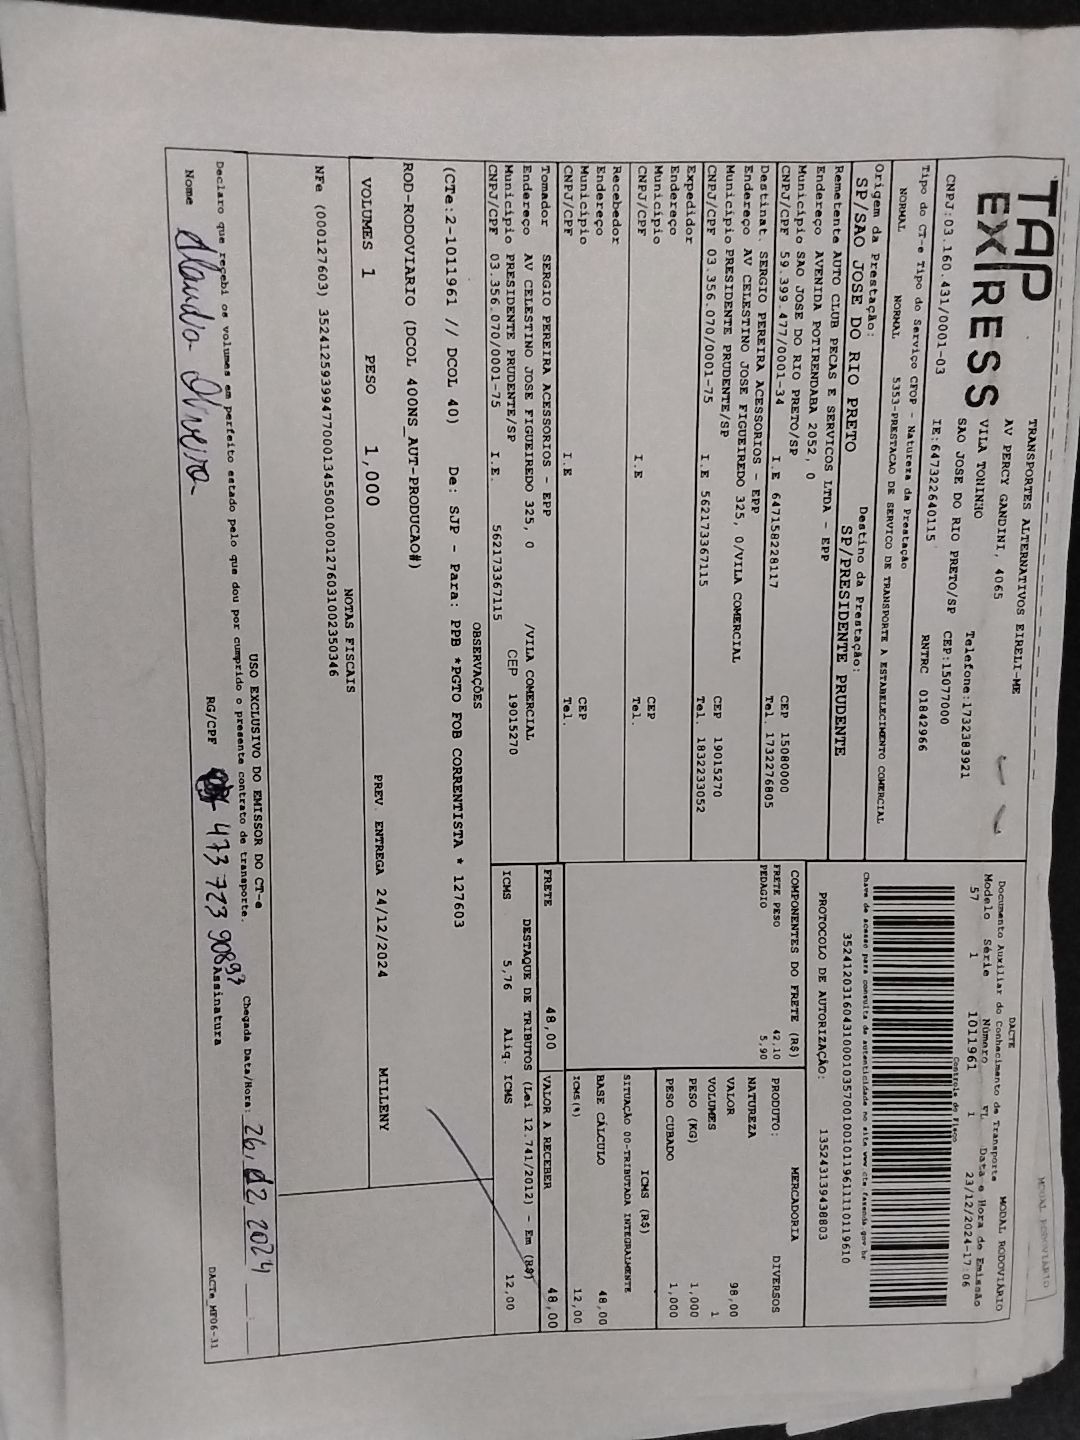 TAP
EXPRESS
TRANSPORTES ALTERNATIVOS EIRELI-ME
AV PERCY GANDINI, 4065
VILA TONINHO
SAO JOSE DO RIO PRETO/SP
Telefone:1732383921
CEP:15077000
CNPJ:03.160.431/0001-03 IE:647322640115 RNTRC 01842966
DACTE MODAL RODOVIÁRIO
Documento Auxiliar do Conhecimento de Transporte
Modelo Série Número FL Data e Hora de Emissão
57 1 1011961 1 23/12/2024-17:06
Controle do Fisco
Chave de acesso para consulta de autenticidade no site www.cte.fazenda.gov.br
PROTOCOLO DE AUTORIZAÇÃO: 135243139438803
Tipo do CT-e Tipo do Serviço CFOP - Natureza da Prestação
NORMAL NORMAL 5353-PRESTACAO DE SERVICO DE TRANSPORTE A ESTABELECIMENTO COMERCIAL
Origem da Prestação: Destino da Prestação:
SP/SAO JOSE DO RIO PRETO SP/PRESIDENTE PRUDENTE
Remetente AUTO CLUB PECAS E SERVICOS LTDA - EPP
Endereço AVENIDA POTIRENDABA 2052, 0
Município SAO JOSE DO RIO PRETO/SP CEP 15080000
CNPJ/CPF 59.399.477/0001-34 I.E 647158228117 Tel. 1732276805
Destinat. SERGIO PEREIRA ACESSORIOS - EPP
Endereço AV CELESTINO JOSE FIGUEIREDO 325, 0/VILA COMERCIAL
Município PRESIDENTE PRUDENTE/SP CEP 19015270
CNPJ/CPF 03.356.070/0001-75 I.E 562173367115 Tel. 1832233052
Expedidor
Endereço
Município CEP
CNPJ/CPF I.E Tel.
Recebedor
Endereço
Município CEP
CNPJ/CPF I.E Tel.
Tomador SERGIO PEREIRA ACESSORIOS - EPP
Endereço AV CELESTINO JOSE FIGUEIREDO 325, 0 /VILA COMERCIAL
Município PRESIDENTE PRUDENTE/SP CEP 19015270
CNPJ/CPF 03.356.070/0001-75 I.E. 562173367115
COMPONENTES DO FRETE (R$)
FRETE PESO 42,10
PEDAGIO 5,90
MERCADORIA
PRODUTO: DIVERSOS
NATUREZA
VALOR 98,00
VOLUMES 1
PESO (KG) 1,000
PESO CUBADO 1,000
ICMS (R$)
SITUAÇÃO 00-TRIBUTADA INTEGRALMENTE
BASE CÁLCULO 48,00
ICMS(%) 12,00
FRETE 48,00 VALOR A RECEBER 48,00
DESTAQUE DE TRIBUTOS (Lei 12.741/2012) - Em (R$)
ICMS 5,76 Aliq. ICMS 12,00
OBSERVAÇÕES
(CTe:2-1011961 // DCOL 40) De: SJP - Para: PPB *PGTO FOB CORRENTISTA * 127603
ROD-RODOVIARIO (DCOL 400NS_AUT-PRODUCAO#)
VOLUMES 1 PESO 1,000 PREV. ENTREGA 24/12/2024 MILLENY
NOTAS FISCAIS
NFe (000127603) 35241259399477000134550010001276031002350346
USO EXCLUSIVO DO EMISSOR DO CT-e
Declaro que recebi os volumes em perfeito estado pelo que dou por cumprido o presente contrato de transporte. Chegada Data/Hora: 26, 12, 2024
Nome Claudia Oliveira RG/CPF 473 723 90893 Assinatura
DACTe_MF06-31
MODAL RODOVIÁRIO